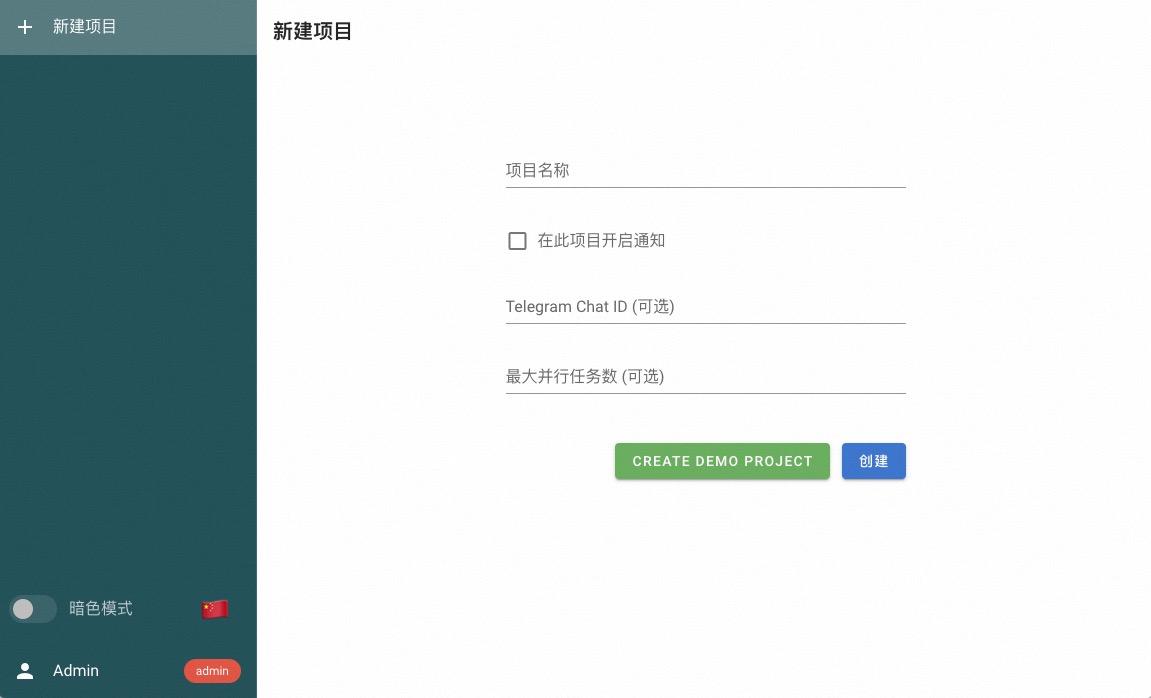 新建项目
新建项目
项目名称
在此项目开启通知
Telegram Chat ID (可选)
最大并行任务数 (可选)
CREATE DEMO PROJECT 创建
暗色模式
Admin admin